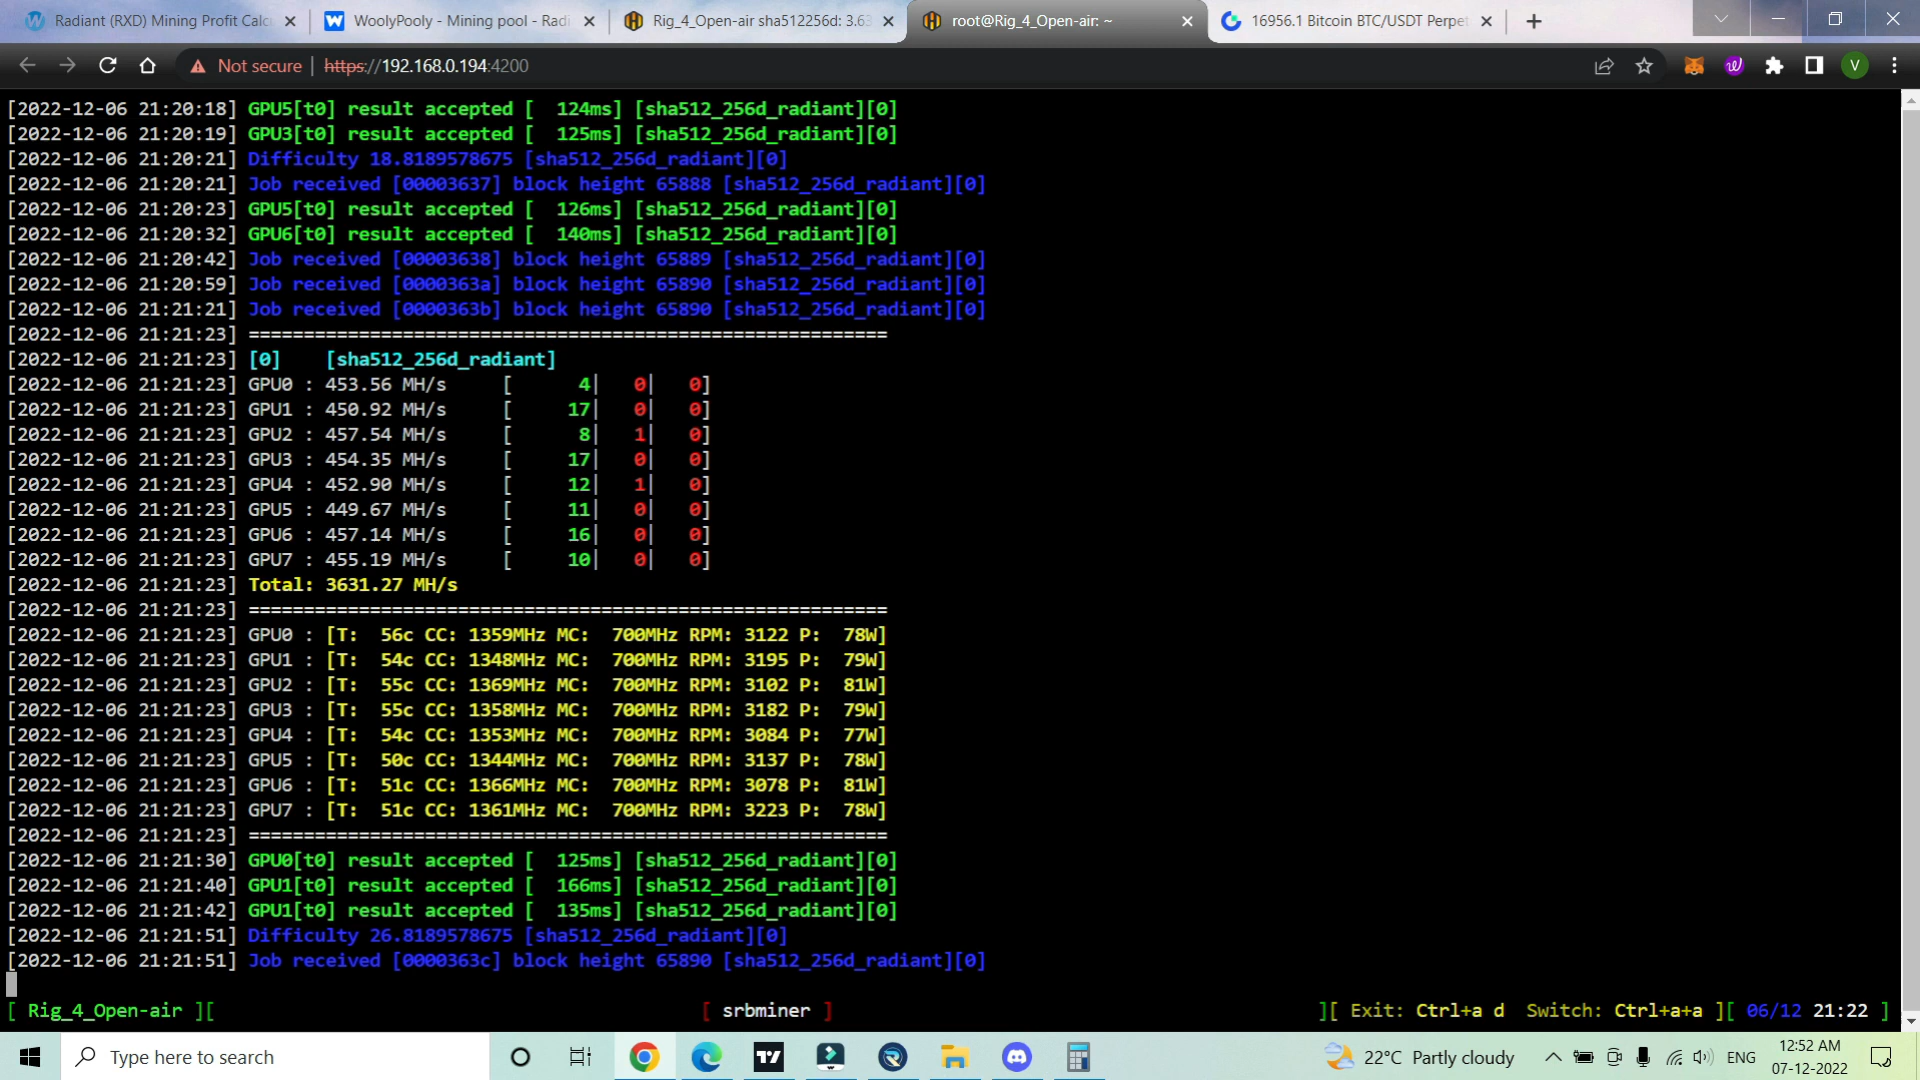 Radiant (RXD) Mining Profit Calc
WoolyPooly - Mining pool - Radi
Rig_4_Open-air sha512256d: 3.63
root@Rig_4_Open-air: ~
16956.1 Bitcoin BTC/USDT Perpet
Not secure | https://192.168.0.194:4200
V
[2022-12-06 21:20:18] GPU5[t0] result accepted [ 124ms] [sha512_256d_radiant][0]
[2022-12-06 21:20:19] GPU3[t0] result accepted [ 125ms] [sha512_256d_radiant][0]
[2022-12-06 21:20:21] Difficulty 18.8189578675 [sha512_256d_radiant][0]
[2022-12-06 21:20:21] Job received [00003637] block height 65888 [sha512_256d_radiant][0]
[2022-12-06 21:20:23] GPU5[t0] result accepted [ 126ms] [sha512_256d_radiant][0]
[2022-12-06 21:20:32] GPU6[t0] result accepted [ 140ms] [sha512_256d_radiant][0]
[2022-12-06 21:20:42] Job received [00003638] block height 65889 [sha512_256d_radiant][0]
[2022-12-06 21:20:59] Job received [0000363a] block height 65890 [sha512_256d_radiant][0]
[2022-12-06 21:21:21] Job received [0000363b] block height 65890 [sha512_256d_radiant][0]
[2022-12-06 21:21:23] ==========================================================
[2022-12-06 21:21:23] [0] [sha512_256d_radiant]
[2022-12-06 21:21:23] GPU0 : 453.56 MH/s [ 4| 0| 0]
[2022-12-06 21:21:23] GPU1 : 450.92 MH/s [ 17| 0| 0]
[2022-12-06 21:21:23] GPU2 : 457.54 MH/s [ 8| 1| 0]
[2022-12-06 21:21:23] GPU3 : 454.35 MH/s [ 17| 0| 0]
[2022-12-06 21:21:23] GPU4 : 452.90 MH/s [ 12| 1| 0]
[2022-12-06 21:21:23] GPU5 : 449.67 MH/s [ 11| 0| 0]
[2022-12-06 21:21:23] GPU6 : 457.14 MH/s [ 16| 0| 0]
[2022-12-06 21:21:23] GPU7 : 455.19 MH/s [ 10| 0| 0]
[2022-12-06 21:21:23] Total: 3631.27 MH/s
[2022-12-06 21:21:23] ==========================================================
[2022-12-06 21:21:23] GPU0 : [T: 56c CC: 1359MHz MC: 700MHz RPM: 3122 P: 78W]
[2022-12-06 21:21:23] GPU1 : [T: 54c CC: 1348MHz MC: 700MHz RPM: 3195 P: 79W]
[2022-12-06 21:21:23] GPU2 : [T: 55c CC: 1369MHz MC: 700MHz RPM: 3102 P: 81W]
[2022-12-06 21:21:23] GPU3 : [T: 55c CC: 1358MHz MC: 700MHz RPM: 3182 P: 79W]
[2022-12-06 21:21:23] GPU4 : [T: 54c CC: 1353MHz MC: 700MHz RPM: 3084 P: 77W]
[2022-12-06 21:21:23] GPU5 : [T: 50c CC: 1344MHz MC: 700MHz RPM: 3137 P: 78W]
[2022-12-06 21:21:23] GPU6 : [T: 51c CC: 1366MHz MC: 700MHz RPM: 3078 P: 81W]
[2022-12-06 21:21:23] GPU7 : [T: 51c CC: 1361MHz MC: 700MHz RPM: 3223 P: 78W]
[2022-12-06 21:21:23] ==========================================================
[2022-12-06 21:21:30] GPU0[t0] result accepted [ 125ms] [sha512_256d_radiant][0]
[2022-12-06 21:21:40] GPU1[t0] result accepted [ 166ms] [sha512_256d_radiant][0]
[2022-12-06 21:21:42] GPU1[t0] result accepted [ 135ms] [sha512_256d_radiant][0]
[2022-12-06 21:21:51] Difficulty 26.8189578675 [sha512_256d_radiant][0]
[2022-12-06 21:21:51] Job received [0000363c] block height 65890 [sha512_256d_radiant][0]
[ Rig_4_Open-air ][ [ srbminer ] ][ Exit: Ctrl+a d Switch: Ctrl+a+a ][ 06/12 21:22 ]
Type here to search
22°C Partly cloudy
ENG
12:52 AM
07-12-2022